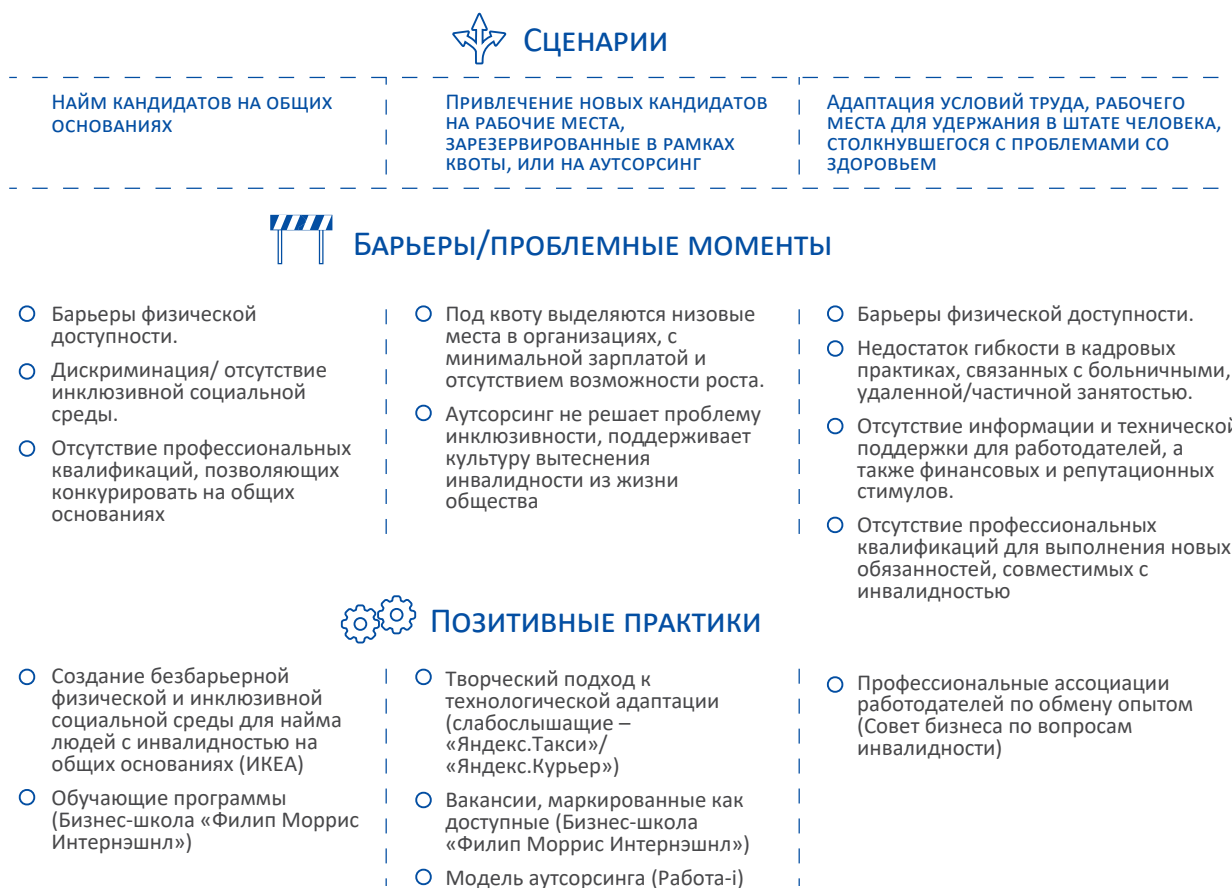 Сценарии
Найм кандидатов на общих
основаниях
Привлечение новых кандидатов
на рабочие места,
зарезервированные в рамках
квоты, или на аутсорсинг
Адаптация условий труда, рабочего
места для удержания в штате человека,
столкнувшегося с проблемами со
здоровьем
Барьеры/проблемные моменты
Барьеры физической
доступности.
Дискриминация/ отсутствие
инклюзивной социальной
среды.
Отсутствие профессиональных
квалификаций, позволяющих
конкурировать на общих
основаниях
Под квоту выделяются низовые
места в организациях, с
минимальной зарплатой и
отсутствием возможности роста.
Аутсорсинг не решает проблему
инклюзивности, поддерживает
культуру вытеснения
инвалидности из жизни
общества
Барьеры физической доступности.
Недостаток гибкости в кадровых
практиках, связанных с больничными,
удаленной/частичной занятостью.
Отсутствие информации и технической
поддержки для работодателей, а
также финансовых и репутационных
стимулов.
Отсутствие профессиональных
квалификаций для выполнения новых
обязанностей, совместимых с
инвалидностью
Позитивные практики
Создание безбарьерной
физической и инклюзивной
социальной среды для найма
людей с инвалидностью на
общих основаниях (ИКЕА)
Обучающие программы
(Бизнес-школа «Филип Моррис
Интернэшнл»)
Творческий подход к
технологической адаптации
(слабослышащие –
«Яндекс.Такси»/
«Яндекс.Курьер»)
Вакансии, маркированные как
доступные (Бизнес-школа
«Филип Моррис Интернэшнл»)
Модель аутсорсинга (Работа-i)
Профессиональные ассоциации
работодателей по обмену опытом
(Совет бизнеса по вопросам
инвалидности)